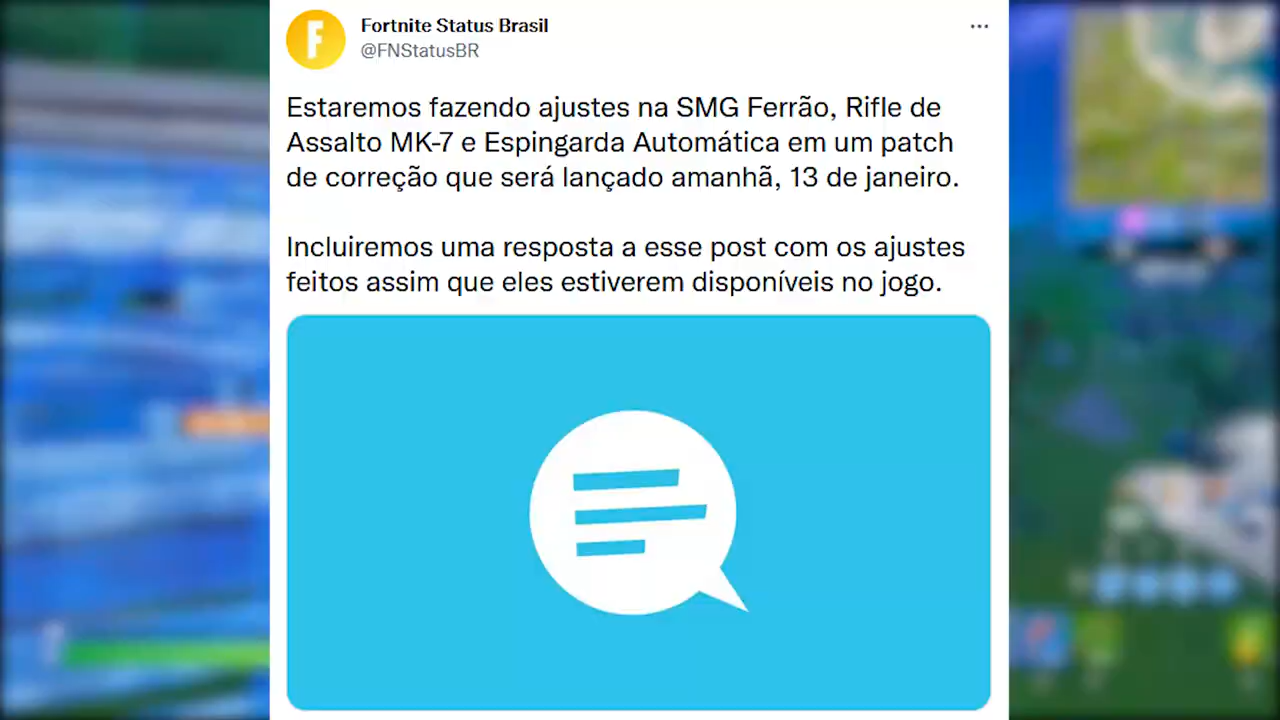 Fortnite Status Brasil
@FNStatusBR
Estaremos fazendo ajustes na SMG Ferrão, Rifle de
Assalto MK-7 e Espingarda Automática em um patch
de correção que será lançado amanhã, 13 de janeiro.
Incluiremos uma resposta a esse post com os ajustes
feitos assim que eles estiverem disponíveis no jogo.